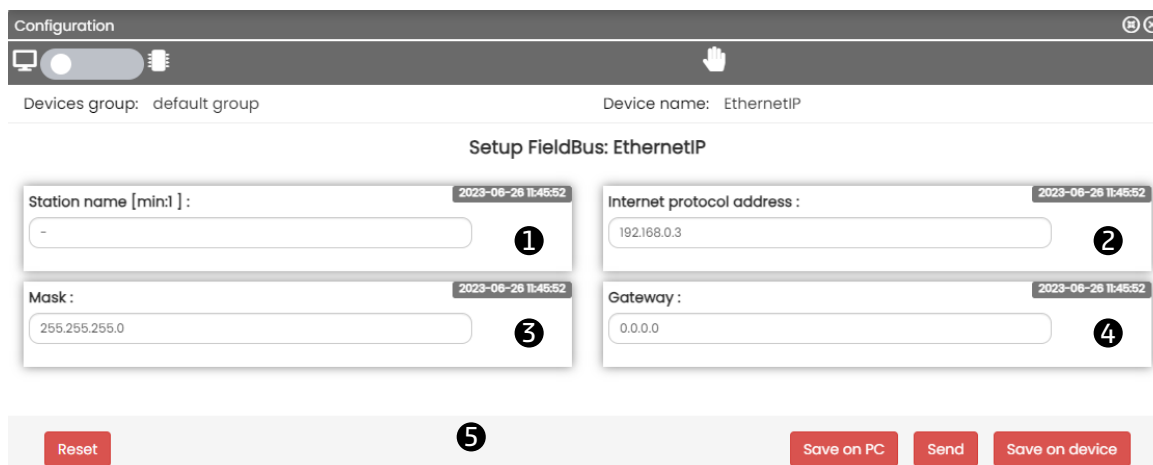 Configuration
Devices group: default group
Device name: EthernetIP
Setup FieldBus: EthernetIP
Station name [min:1 ] :
2023-06-26 11:45:52
-
1
Internet protocol address :
2023-06-26 11:45:52
192.168.0.3
2
Mask :
2023-06-26 11:45:52
255.255.255.0
3
Gateway :
2023-06-26 11:45:52
0.0.0.0
4
5
Reset
Save on PC
Send
Save on device